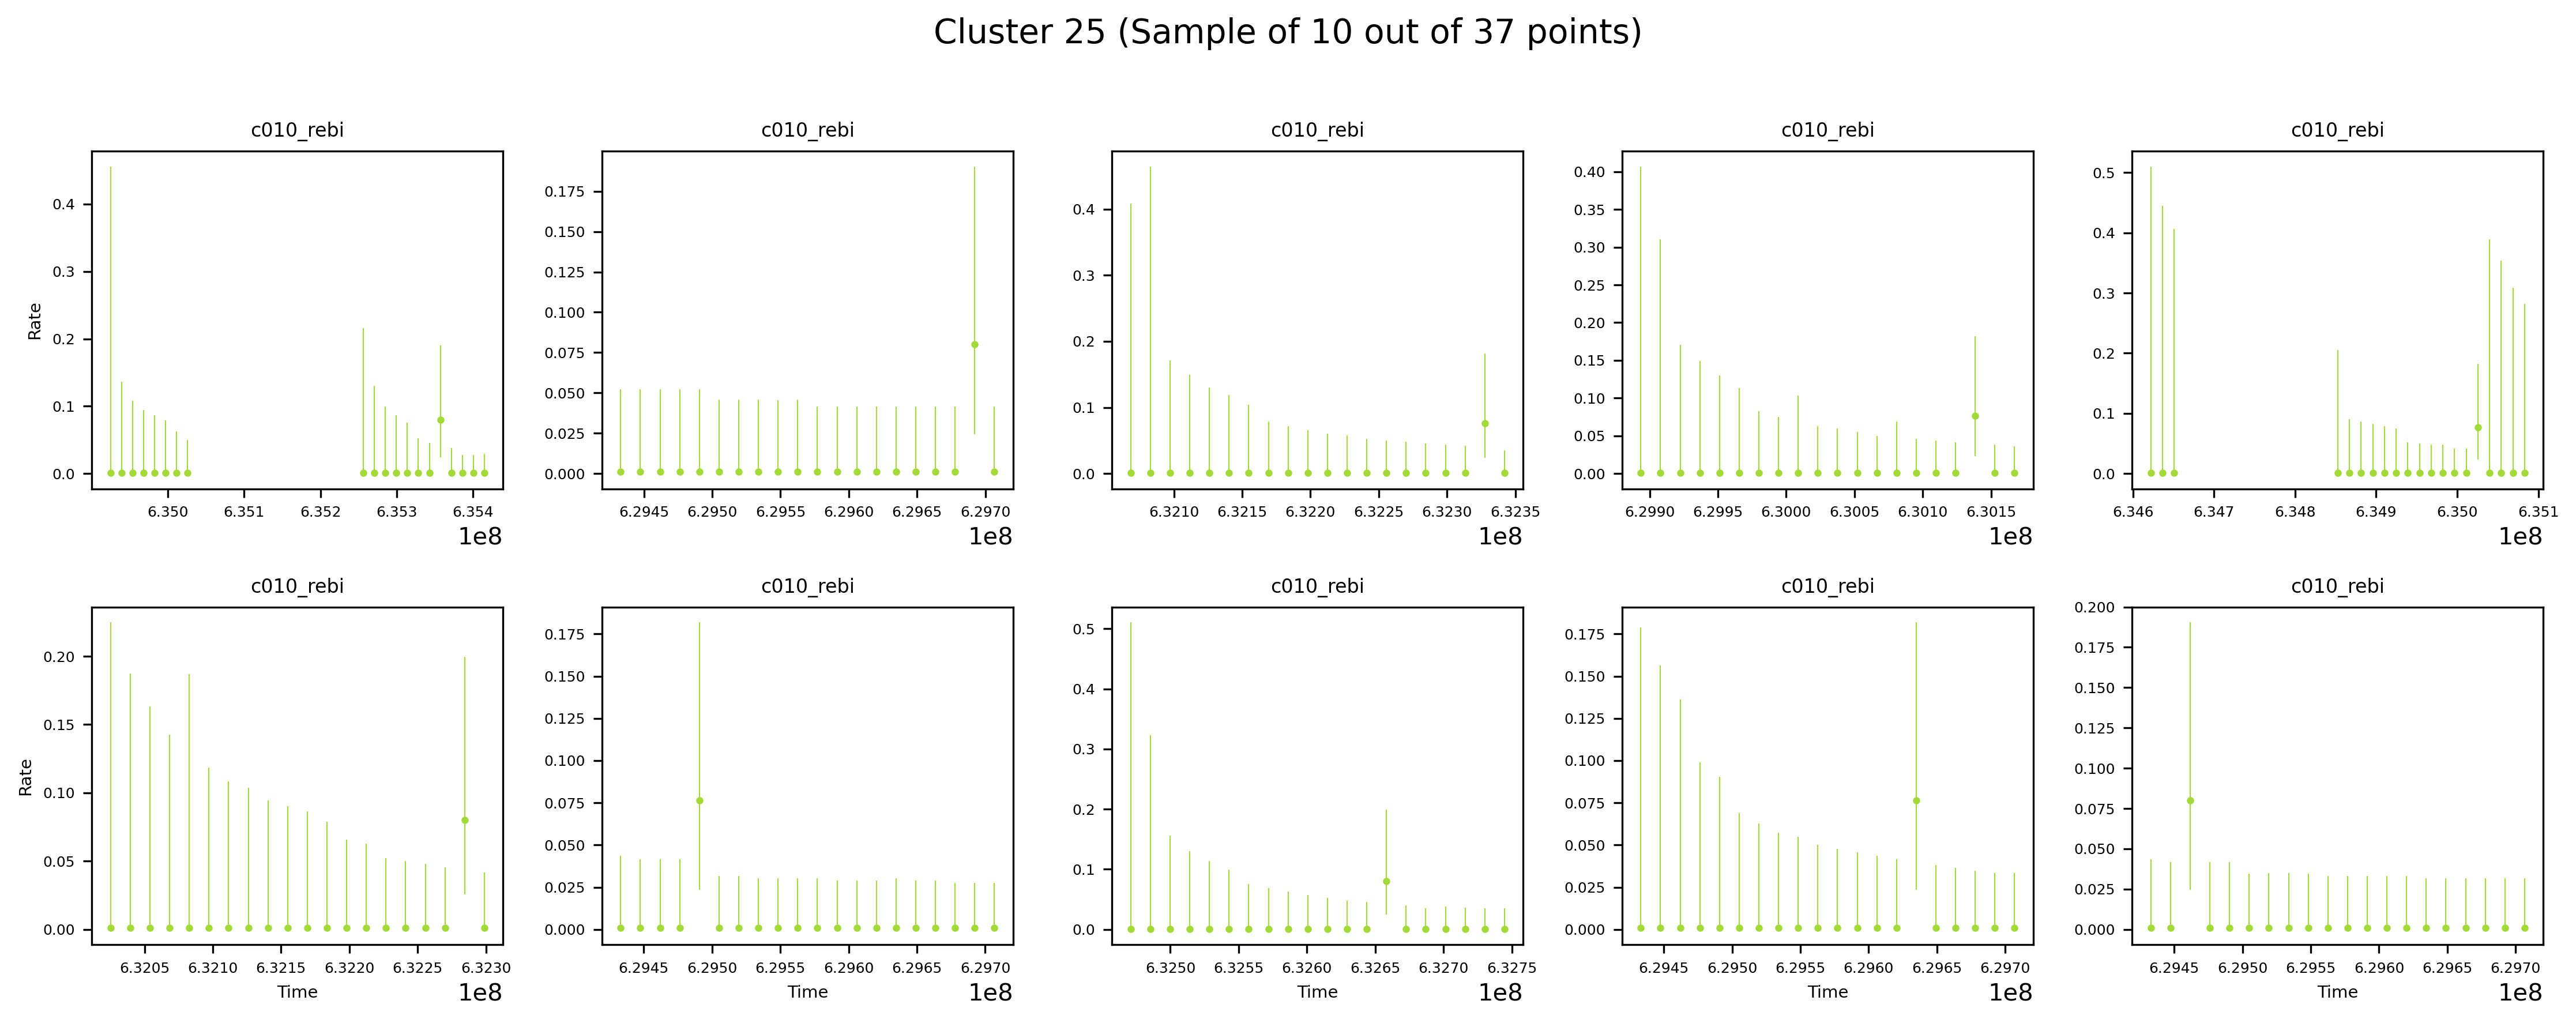 Cluster 25 (Sample of 10 out of 37 points)
c010_rebi c010_rebi c010_rebi c010_rebi c010_rebi
Rate
0.4 0.3 0.2 0.1 0.0
6.350 6.351 6.352 6.353 6.354
1e8
0.175 0.150 0.125 0.100 0.075 0.050 0.025 0.000
6.2945 6.2950 6.2955 6.2960 6.2965 6.2970
1e8
0.4 0.3 0.2 0.1 0.0
6.3210 6.3215 6.3220 6.3225 6.3230 6.3235
1e8
0.40 0.35 0.30 0.25 0.20 0.15 0.10 0.05 0.00
6.2990 6.2995 6.3000 6.3005 6.3010 6.3015
1e8
0.5 0.4 0.3 0.2 0.1 0.0
6.346 6.347 6.348 6.349 6.350 6.351
1e8
c010_rebi c010_rebi c010_rebi c010_rebi c010_rebi
Rate
0.20 0.15 0.10 0.05 0.00
6.3205 6.3210 6.3215 6.3220 6.3225 6.3230
Time 1e8
0.175 0.150 0.125 0.100 0.075 0.050 0.025 0.000
6.2945 6.2950 6.2955 6.2960 6.2965 6.2970
Time 1e8
0.5 0.4 0.3 0.2 0.1 0.0
6.3250 6.3255 6.3260 6.3265 6.3270 6.3275
Time 1e8
0.175 0.150 0.125 0.100 0.075 0.050 0.025 0.000
6.2945 6.2950 6.2955 6.2960 6.2965 6.2970
Time 1e8
0.200 0.175 0.150 0.125 0.100 0.075 0.050 0.025 0.000
6.2945 6.2950 6.2955 6.2960 6.2965 6.2970
Time 1e8